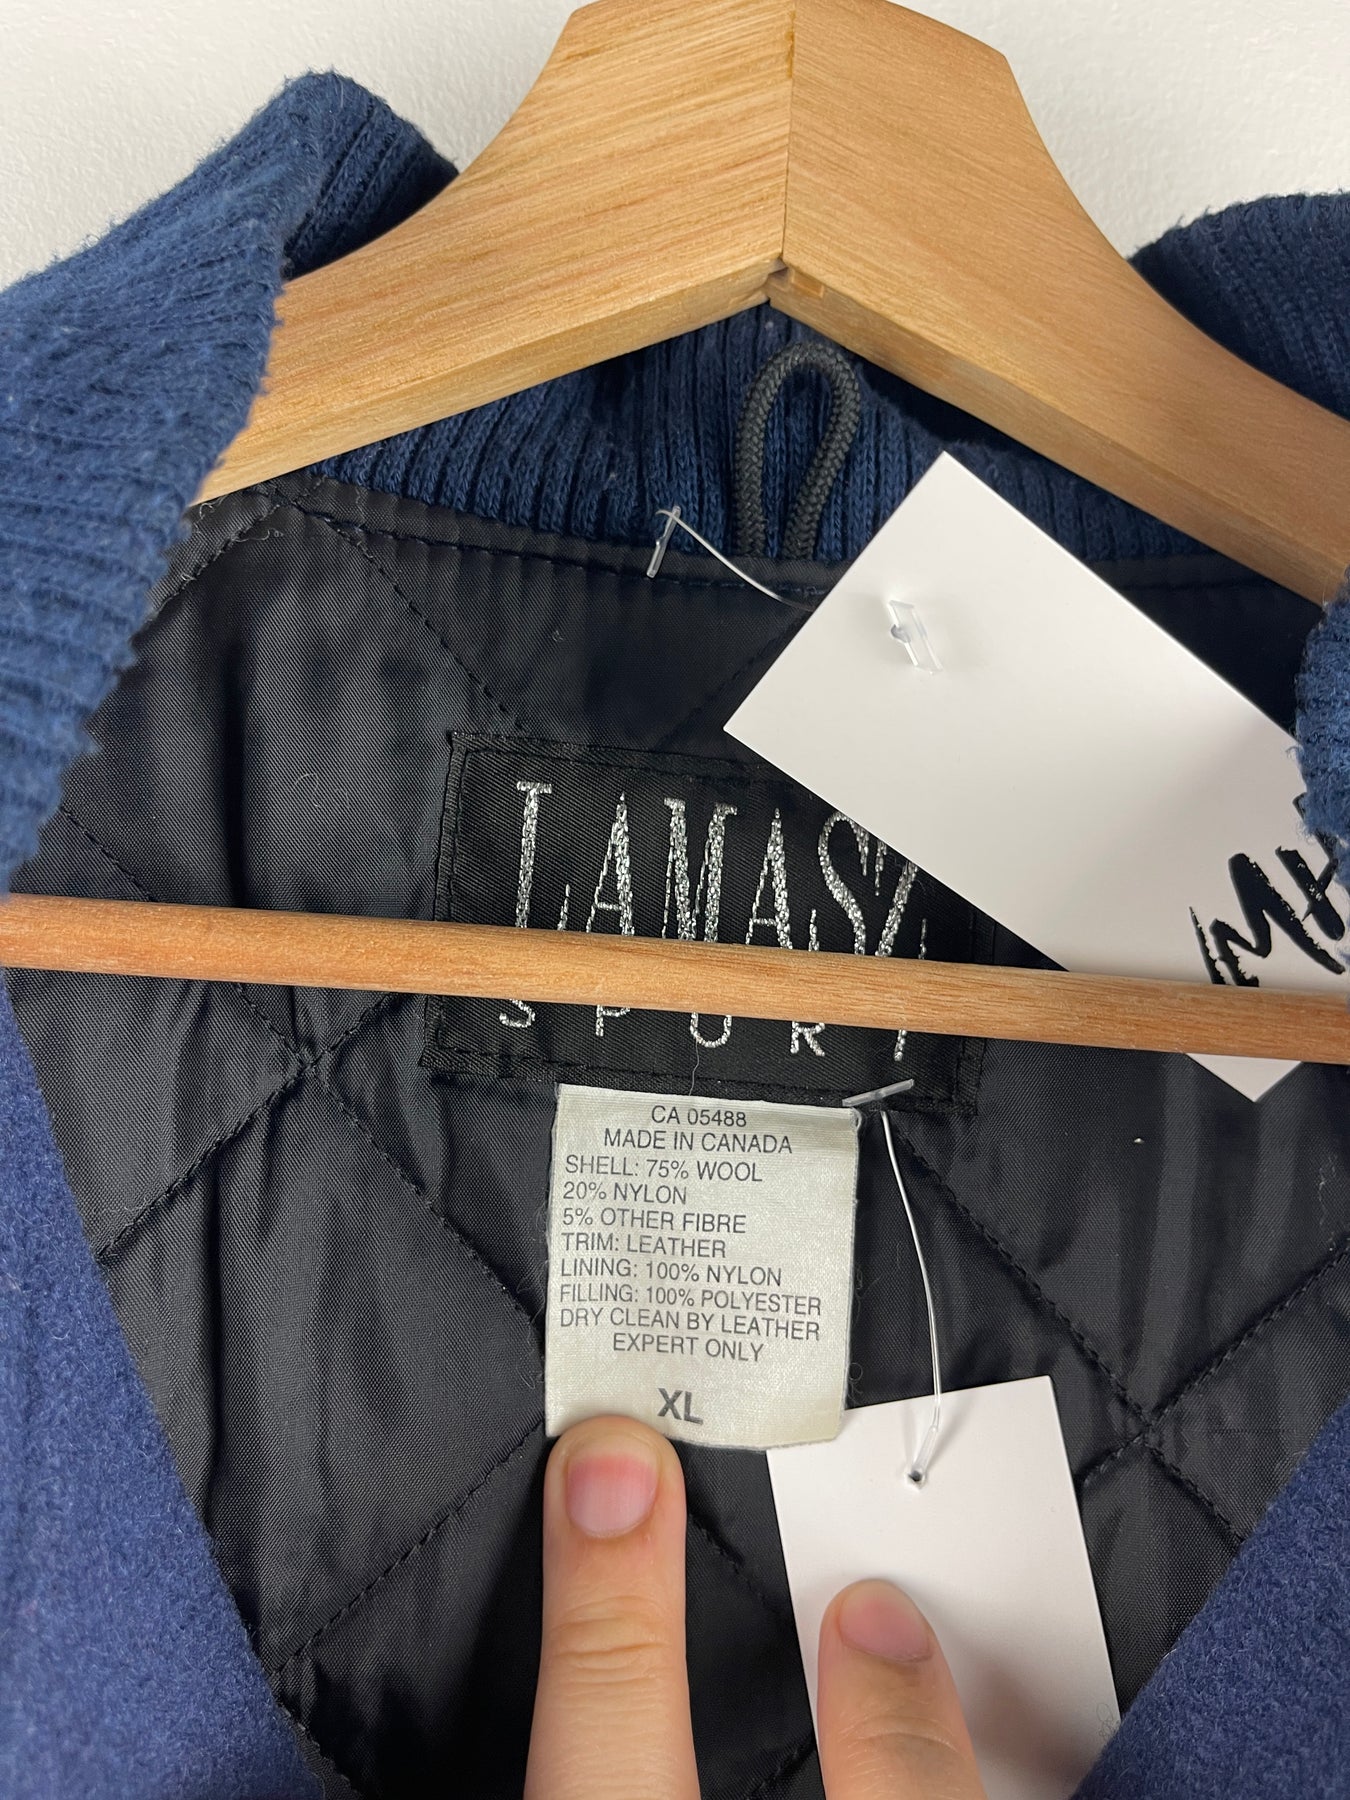 LAMASZ
SPORT
CA 05488
MADE IN CANADA
SHELL: 75% WOOL
20% NYLON
5% OTHER FIBRE
TRIM: LEATHER
LINING: 100% NYLON
FILLING: 100% POLYESTER
DRY CLEAN BY LEATHER
EXPERT ONLY
XL